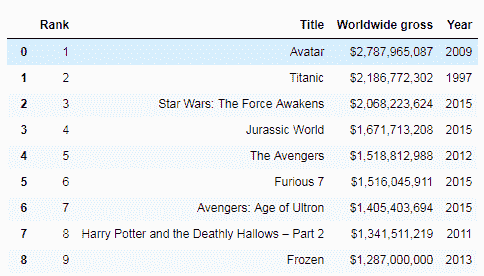 Rank Title Worldwide gross Year
0 1 Avatar $2,787,965,087 2009
1 2 Titanic $2,186,772,302 1997
2 3 Star Wars: The Force Awakens $2,068,223,624 2015
3 4 Jurassic World $1,671,713,208 2015
4 5 The Avengers $1,518,812,988 2012
5 6 Furious 7 $1,516,045,911 2015
6 7 Avengers: Age of Ultron $1,405,403,694 2015
7 8 Harry Potter and the Deathly Hallows – Part 2 $1,341,511,219 2011
8 9 Frozen $1,287,000,000 2013